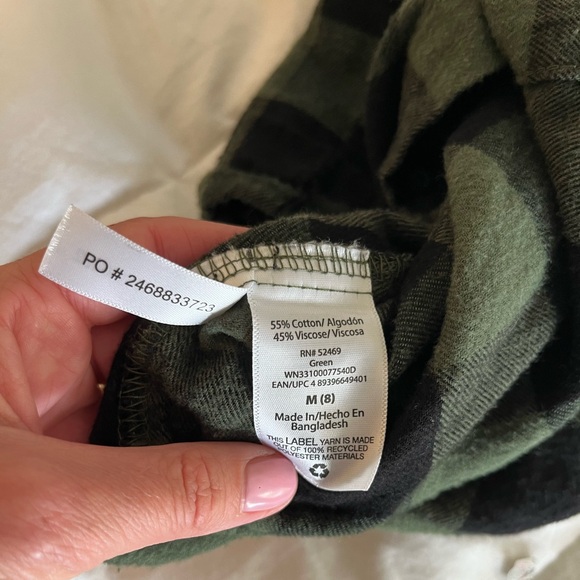 PO # 2468833723
55% Cotton/ Algodón
45% Viscose/ Viscosa
RN# 52469
Green
WN33100077540D
EAN/UPC 4 89396649401
M (8)
Made In/Hecho En
Bangladesh
THIS LABEL YARN IS MADE
OUT OF 100% RECYCLED
POLYESTER MATERIALS